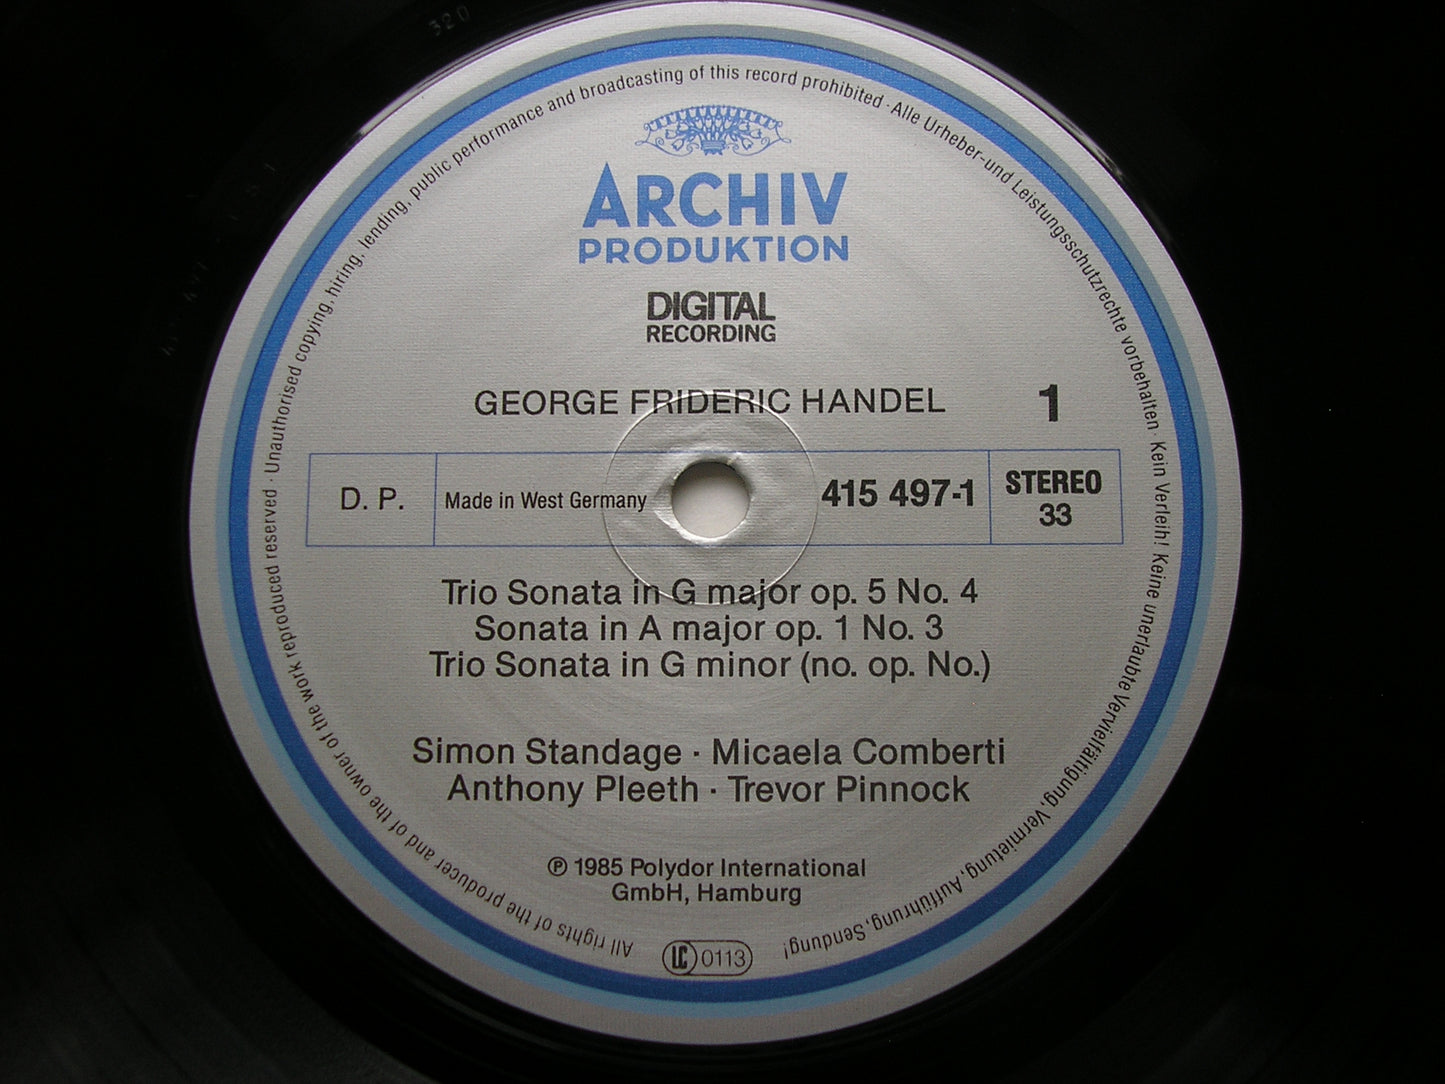 320
ARCHIV
PRODUKTION
DIGITAL
RECORDING
GEORGE FRIDERIC HANDEL
1
D. P.
Made in West Germany
415 497-1
STEREO
33
Trio Sonata in G major op. 5 No. 4
Sonata in A major op. 1 No. 3
Trio Sonata in G minor (no. op. No.)
Simon Standage · Micaela Comberti
Anthony Pleeth · Trevor Pinnock
℗ 1985 Polydor International
GmbH, Hamburg
LC 0113
All rights of the producer and of the owner of the work reproduced reserved · Unauthorised copying, hiring, lending, public performance and broadcasting of this record prohibited · Alle Urheber-und Leistungsschutzrechte vorbehalten · Kein Verleih! Keine unerlaubte Vervielfältigung, Vermietung, Aufführung, Sendung!